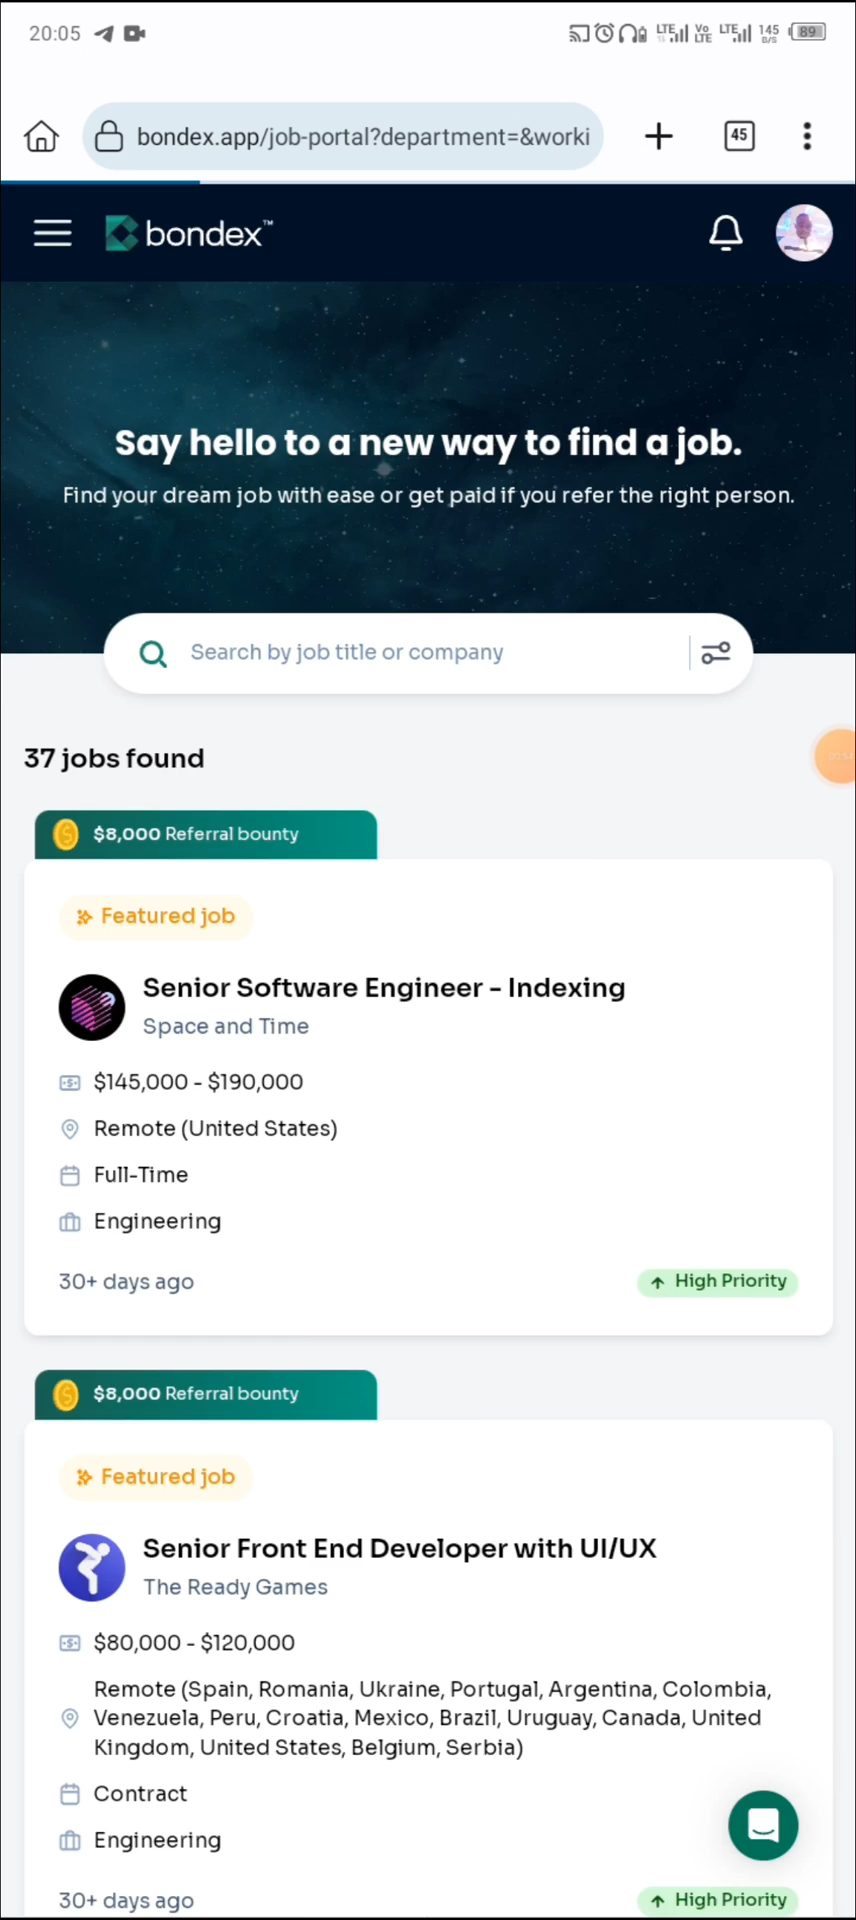 20:05
LTE Vo LTE LTE 145 D/S 89
bondex.app/job-portal?department=&worki
45
bondex™
Say hello to a new way to find a job.
Find your dream job with ease or get paid if you refer the right person.
Search by job title or company
37 jobs found
$8,000 Referral bounty
Featured job
Senior Software Engineer - Indexing
Space and Time
$145,000 - $190,000
Remote (United States)
Full-Time
Engineering
30+ days ago
High Priority
$8,000 Referral bounty
Featured job
Senior Front End Developer with UI/UX
The Ready Games
$80,000 - $120,000
Remote (Spain, Romania, Ukraine, Portugal, Argentina, Colombia,
Venezuela, Peru, Croatia, Mexico, Brazil, Uruguay, Canada, United
Kingdom, United States, Belgium, Serbia)
Contract
Engineering
30+ days ago
High Priority